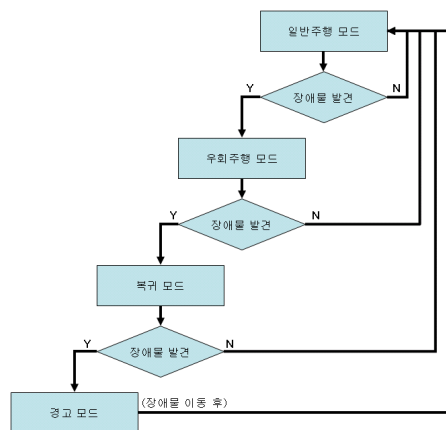 일반주행 모드
Y
장애물 발견
N
우회주행 모드
Y
장애물 발견
N
복귀 모드
Y
장애물 발견
N
경고 모드
(장애물 이동 후)